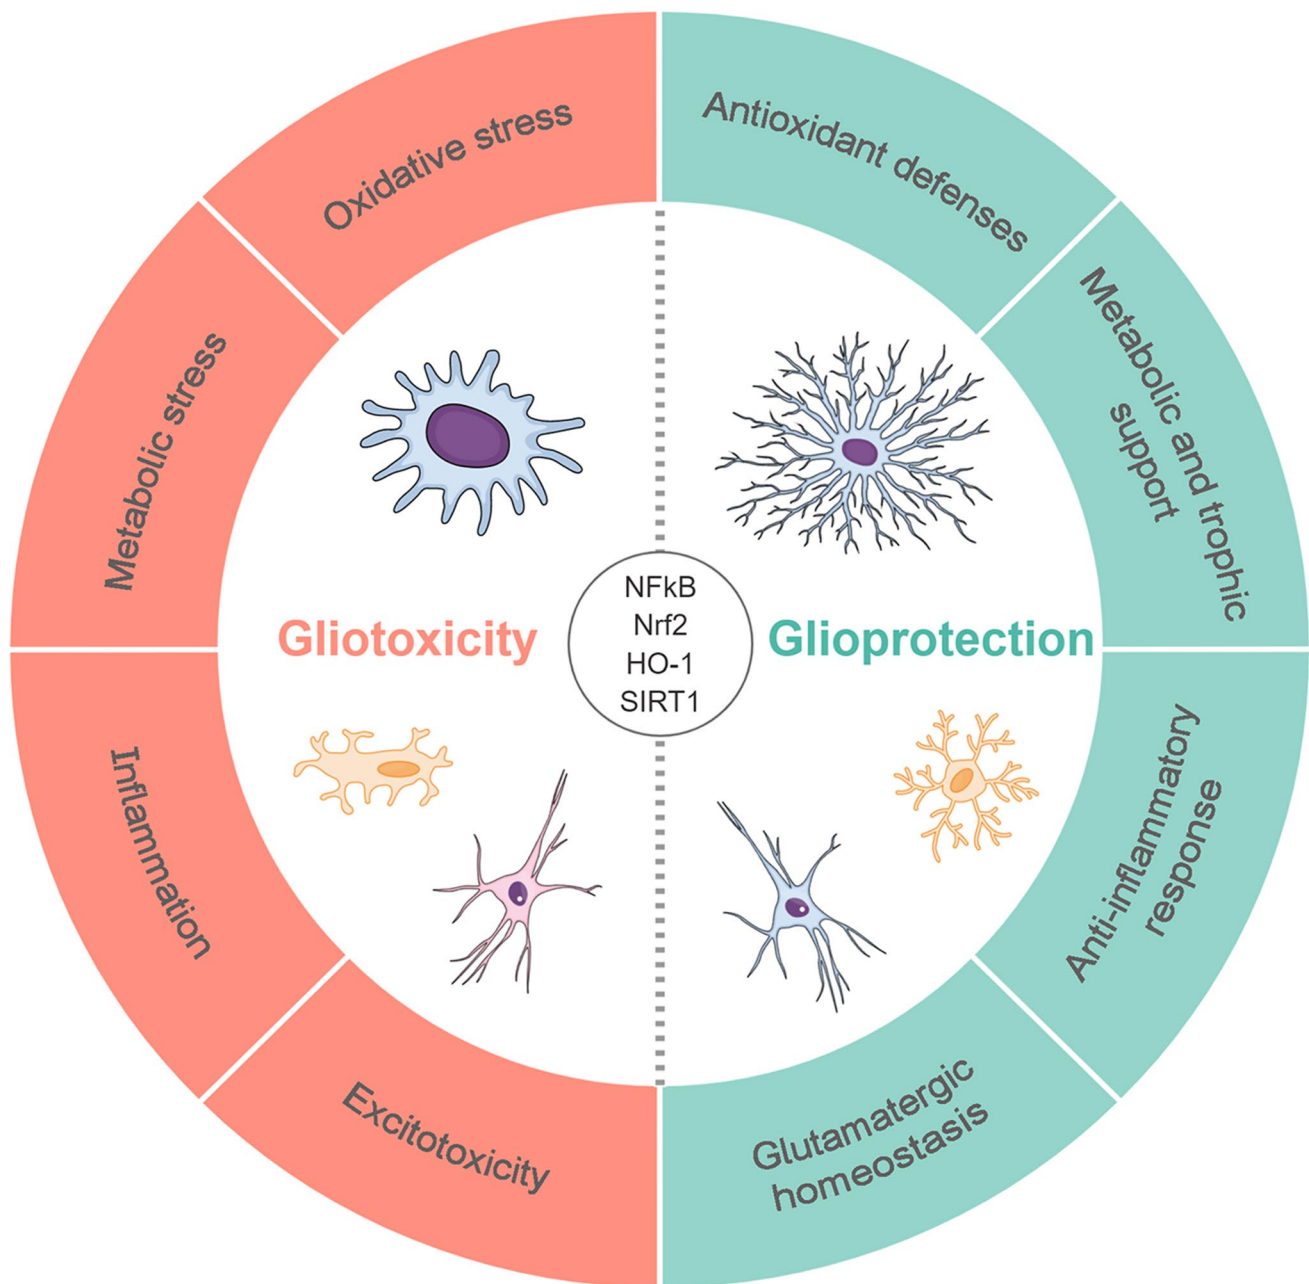 Oxidative stress
Antioxidant defenses
Metabolic stress
Metabolic and trophic
support
Gliotoxicity
NFkB
Nrf2
HO-1
SIRT1
Glioprotection
Inflammation
Anti-inflammatory
response
Excitotoxicity
Glutamatergic
homeostasis